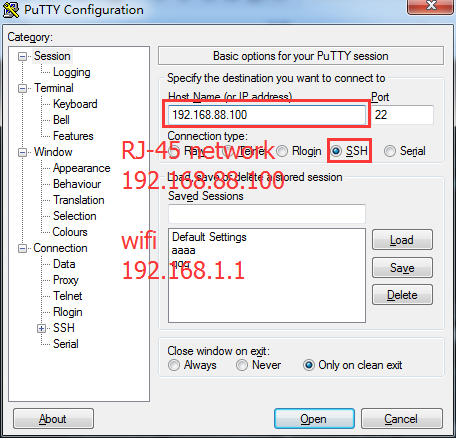 PuTTY Configuration
Category:
Session
Logging
Terminal
Keyboard
Bell
Features
Window
Appearance
Behaviour
Translation
Selection
Colours
Connection
Data
Proxy
Telnet
Rlogin
SSH
Serial
Basic options for your PuTTY session
Specify the destination you want to connect to
Host Name (or IP address)
Port
192.168.88.100
22
Connection type:
Raw Telnet Rlogin SSH Serial
RJ-45 network
192.168.88.100
Load, save or delete a stored session
Saved Sessions
Default Settings
aaaa
wifi
192.168.1.1
Load
Save
Delete
Close window on exit:
Always Never Only on clean exit
About
Open
Cancel